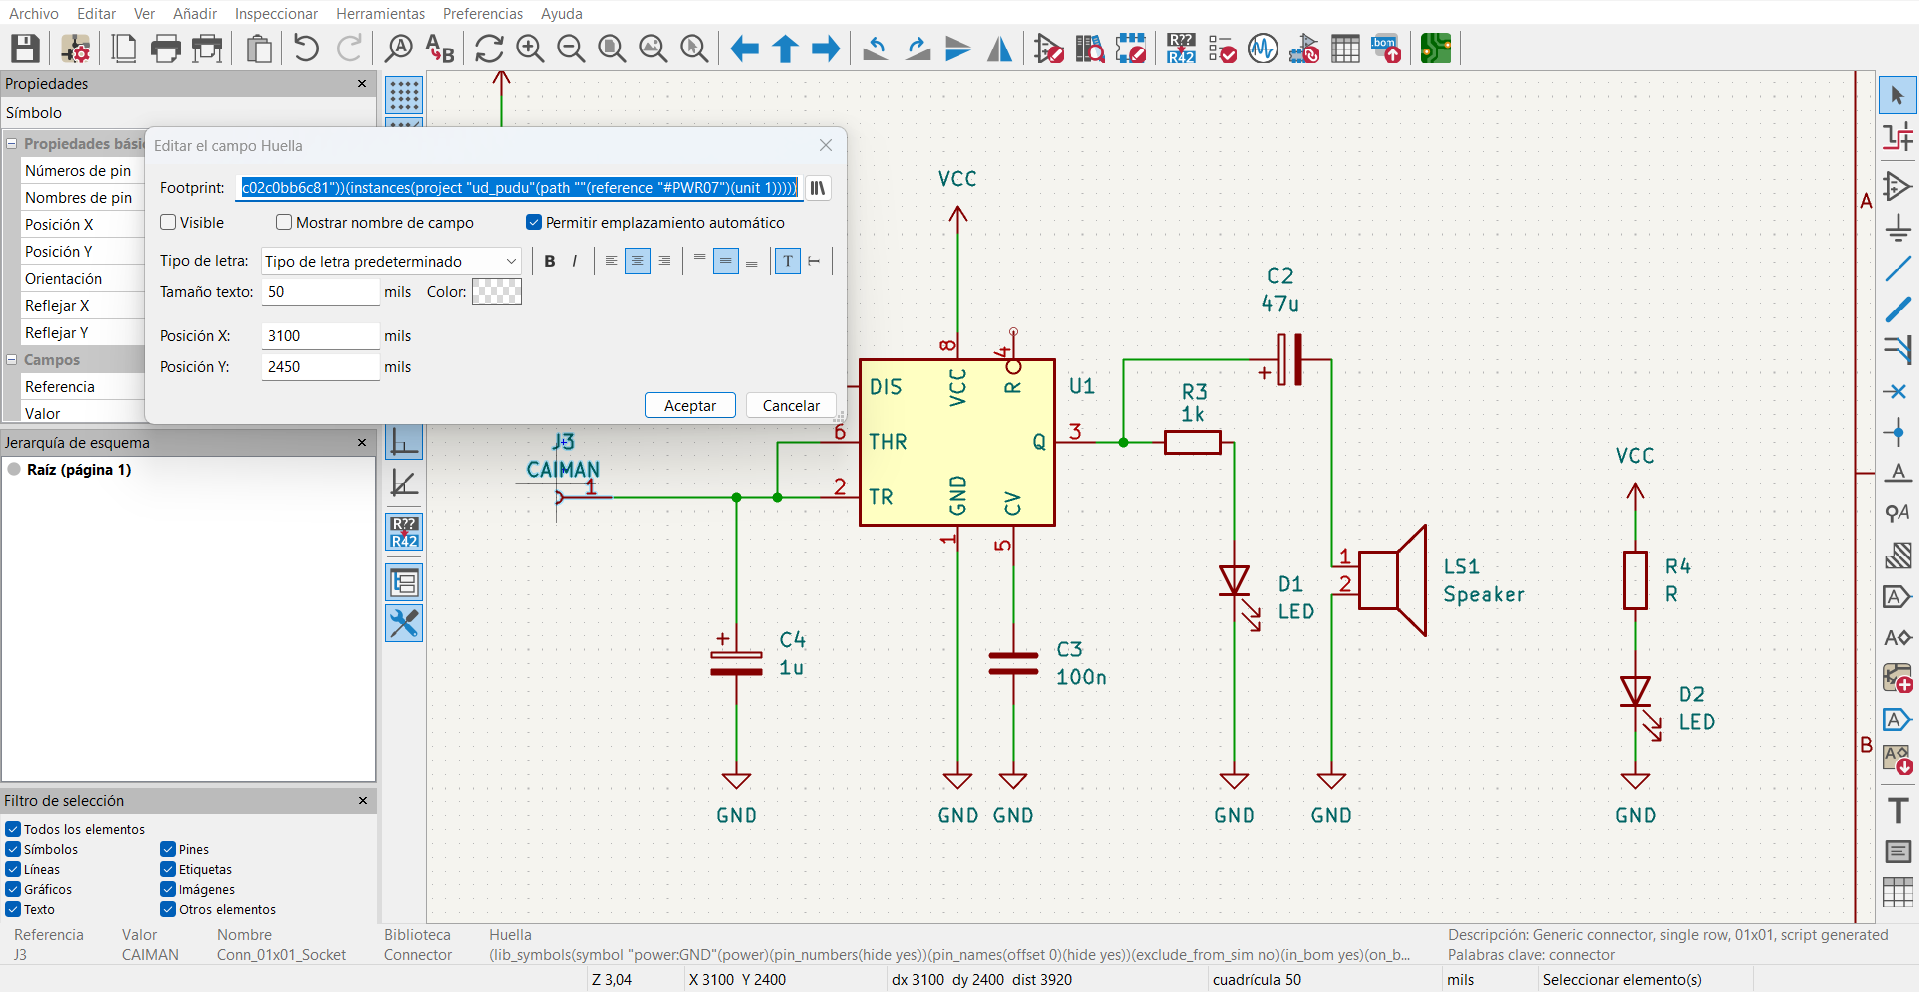 Archivo Editar Ver Añadir Inspeccionar Herramientas Preferencias Ayuda
A
B
R??
R42
.bom
Propiedades
Símbolo
Propiedades bási
Números de pin
Nombres de pin
Posición X
Posición Y
Orientación
Reflejar X
Reflejar Y
Campos
Referencia
Valor
Editar el campo Huella
Footprint: c02c0bb6c81"))(instances(project "ud_pudu"(path ""(reference "#PWR07")(unit 1)))))
Visible Mostrar nombre de campo Permitir emplazamiento automático
Tipo de letra: Tipo de letra predeterminado B I T
Tamaño texto: 50 mils Color:
Posición X: 3100 mils
Posición Y: 2450 mils
Aceptar Cancelar
Jerarquía de esquema
Raíz (página 1)
R??
R42
Filtro de selección
Todos los elementos
Símbolos Pines
Líneas Etiquetas
Gráficos Imágenes
Texto Otros elementos
VCC
8
4
DIS
VCC
R
U1
6
THR
Q
3
2
TR
GND
CV
1
5
J3
CAIMAN
1
C2
47u
+
R3
1k
+
C4
1u
C3
100n
D1
LED
1
2
LS1
Speaker
VCC
R4
R
D2
LED
GND
GND
GND
GND
GND
GND
A
B
A
A
A
A
A
A
T
Referencia Valor Nombre Biblioteca Huella Descripción: Generic connector, single row, 01x01, script generated
J3 CAIMAN Conn_01x01_Socket Connector (lib_symbols(symbol "power:GND"(power)(pin_numbers(hide yes))(pin_names(offset 0)(hide yes))(exclude_from_sim no)(in_bom yes)(on_b... Palabras clave: connector
Z 3,04 X 3100 Y 2400 dx 3100 dy 2400 dist 3920 cuadrícula 50 mils Seleccionar elemento(s)